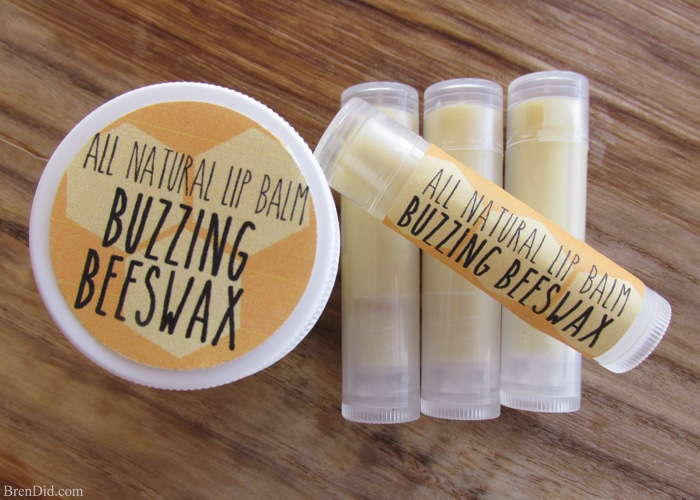 ALL NATURAL LIP BALM
BUZZING
BEESWAX
ALL NATURAL LIP BALM
BUZZING BEESWAX
BrenDid.com